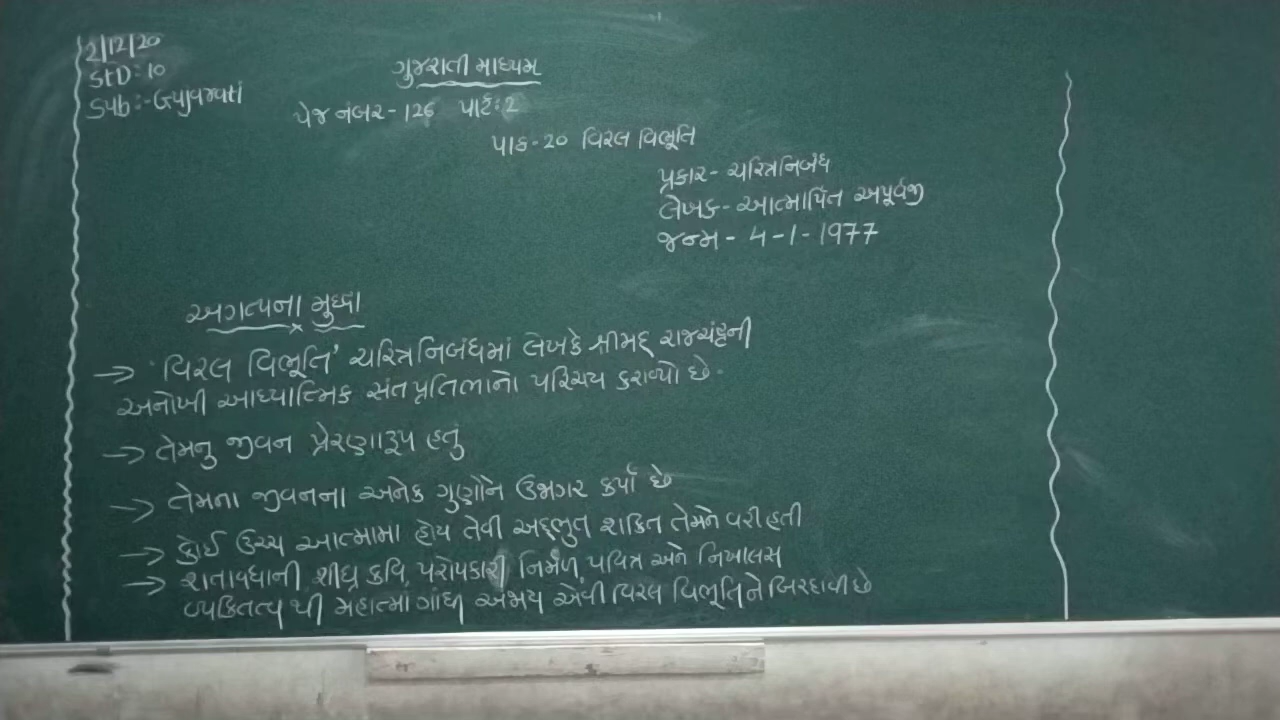 2/12/20
STD:10
Sub:-Gujarati
ગુજરાતી માધ્યમ
પેજ નંબર-126 પાર્ટ:2
પાઠ-20 વિરલ વિભૂતિ
પ્રકાર- ચરિત્રનિબંધ
લેખક-આત્માર્પિત અપૂર્વજી
જન્મ- 4-1-1977
અગત્યના મુદ્દા
→ 'વિરલ વિભૂતિ' ચરિત્રનિબંધમાં લેખકે શ્રીમદ્ રાજચંદ્રની
અનોખી આધ્યાત્મિક સંતપ્રતિભાનો પરિચય કરાવ્યો છે.
→ તેમનુ જીવન પ્રેરણારૂપ હતું
→ તેમના જીવનના અનેક ગુણોને ઉજાગર કર્યા છે
→ કોઈ ઉચ્ચ આત્મામા હોય તેવી અદ્ભુત શકિત તેમને વરી હતી
→ શતાવધાની શીઘ્ર કવિ, પરોપકારી નિર્મળ, પવિત્ર અને નિખાલસ
વ્યકિતત્વ થી મહાત્મા ગાંધી એવી વિરલ વિભૂતિને બિરદાવી છે